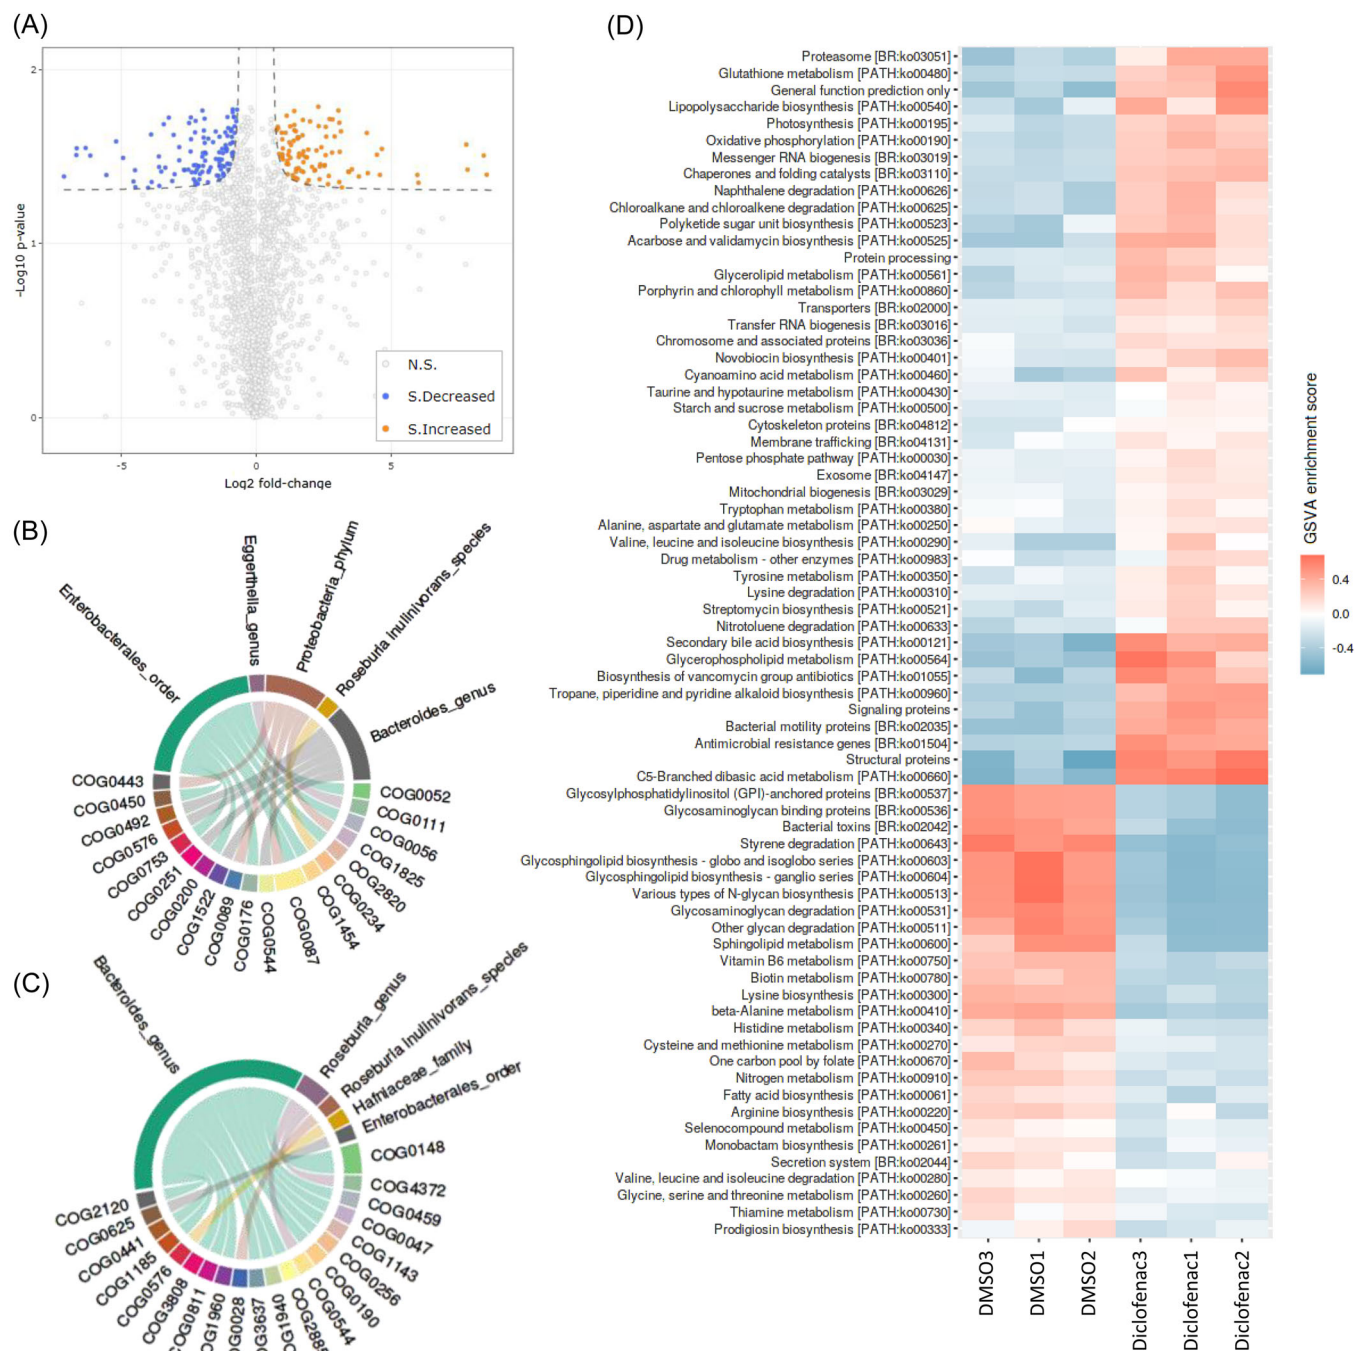 (A)
2
1
0
-5
0
5
-Log10 p-value
Log2 fold-change
N.S.
S.Decreased
S.Increased
(B)
Enterobacterales_order
Eggerthella_genus
Proteobacteria_phylum
Roseburia inulinivorans_species
Bacteroides_genus
COG0443
COG0450
COG0492
COG0576
COG0753
COG0251
COG0200
COG1522
COG0089
COG0176
COG0544
COG0087
COG1454
COG0234
COG2820
COG1825
COG0056
COG0111
COG0052
(C)
Bacteroides_genus
Roseburia_genus
Roseburia inulinivorans_species
Hafniaceae_family
Enterobacterales_order
COG2120
COG0625
COG0441
COG1185
COG0576
COG3808
COG0190
COG0544
COG0256
COG1143
COG0047
COG0459
COG4372
COG0148
(D)
Proteasome [BR:ko03051]
Glutathione metabolism [PATH:ko00480]
General function prediction only
Lipopolysaccharide biosynthesis [PATH:ko00540]
Photosynthesis [PATH:ko00195]
Oxidative phosphorylation [PATH:ko00190]
Messenger RNA biogenesis [BR:ko03019]
Chaperones and folding catalysts [BR:ko03110]
Naphthalene degradation [PATH:ko00626]
Chloroalkane and chloroalkene degradation [PATH:ko00625]
Polyketide sugar unit biosynthesis [PATH:ko00523]
Acarbose and validamycin biosynthesis [PATH:ko00525]
Protein processing
Glycerolipid metabolism [PATH:ko00561]
Porphyrin and chlorophyll metabolism [PATH:ko00860]
Transporters [BR:ko02000]
Transfer RNA biogenesis [BR:ko03016]
Chromosome and associated proteins [BR:ko03036]
Novobiocin biosynthesis [PATH:ko00401]
Cyanoamino acid metabolism [PATH:ko00460]
Taurine and hypotaurine metabolism [PATH:ko00430]
Starch and sucrose metabolism [PATH:ko00500]
Cytoskeleton proteins [BR:ko04812]
Membrane trafficking [BR:ko04131]
Pentose phosphate pathway [PATH:ko00030]
Exosome [BR:ko04147]
Mitochondrial biogenesis [BR:ko03029]
Tryptophan metabolism [PATH:ko00380]
Alanine, aspartate and glutamate metabolism [PATH:ko00250]
Valine, leucine and isoleucine biosynthesis [PATH:ko00290]
Drug metabolism - other enzymes [PATH:ko00983]
Tyrosine metabolism [PATH:ko00350]
Lysine degradation [PATH:ko00310]
Streptomycin biosynthesis [PATH:ko00521]
Nitrotoluene degradation [PATH:ko00633]
Secondary bile acid biosynthesis [PATH:ko00121]
Glycerophospholipid metabolism [PATH:ko00564]
Biosynthesis of vancomycin group antibiotics [PATH:ko01055]
Tropane, piperidine and pyridine alkaloid biosynthesis [PATH:ko00960]
Signaling proteins
Bacterial motility proteins [BR:ko02035]
Antimicrobial resistance genes [BR:ko01504]
Structural proteins
C5-Branched dibasic acid metabolism [PATH:ko00660]
Glycosylphosphatidylinositol (GPI)-anchored proteins [BR:ko00537]
Glycosaminoglycan binding proteins [BR:ko00536]
Bacterial toxins [BR:ko02042]
Styrene degradation [PATH:ko00643]
Glycosphingolipid biosynthesis - globo and isoglobo series [PATH:ko00603]
Glycosphingolipid biosynthesis - ganglio series [PATH:ko00604]
Various types of N-glycan biosynthesis [PATH:ko00513]
Glycosaminoglycan degradation [PATH:ko00531]
Other glycan degradation [PATH:ko00511]
Sphingolipid metabolism [PATH:ko00600]
Vitamin B6 metabolism [PATH:ko00750]
Biotin metabolism [PATH:ko00780]
Lysine biosynthesis [PATH:ko00300]
beta-Alanine metabolism [PATH:ko00410]
Histidine metabolism [PATH:ko00340]
Cysteine and methionine metabolism [PATH:ko00270]
One carbon pool by folate [PATH:ko00670]
Nitrogen metabolism [PATH:ko00910]
Fatty acid biosynthesis [PATH:ko00061]
Arginine biosynthesis [PATH:ko00220]
Selenocompound metabolism [PATH:ko00450]
Monobactam biosynthesis [PATH:ko00261]
Secretion system [BR:ko02044]
Valine, leucine and isoleucine degradation [PATH:ko00280]
Glycine, serine and threonine metabolism [PATH:ko00260]
Thiamine metabolism [PATH:ko00730]
Prodigiosin biosynthesis [PATH:ko00333]
DMSO3
DMSO1
DMSO2
Diclofenac3
Diclofenac1
Diclofenac2
GSVA enrichment score
0.4
0.0
-0.4